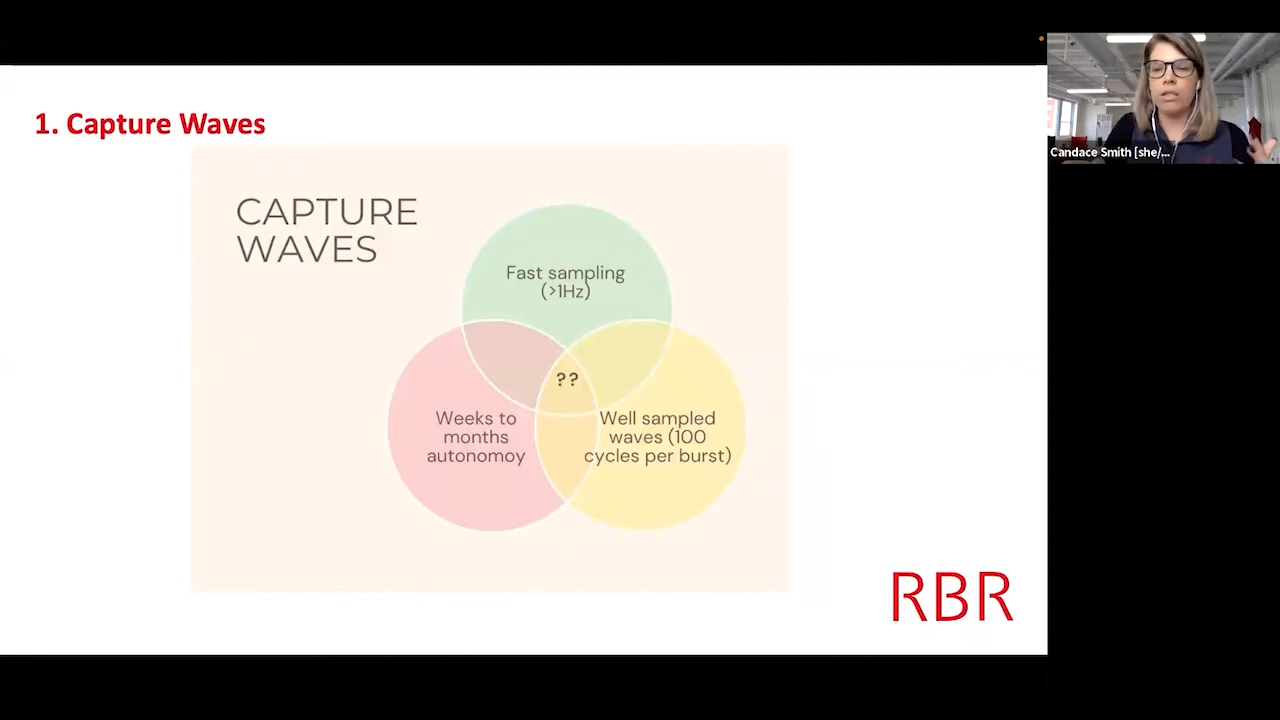 1. Capture Waves
CAPTURE
WAVES
Fast sampling
(>1Hz)
??
Weeks to
months
autonomoy
Well sampled
waves (100
cycles per burst)
RBR
Candace Smith [she/...